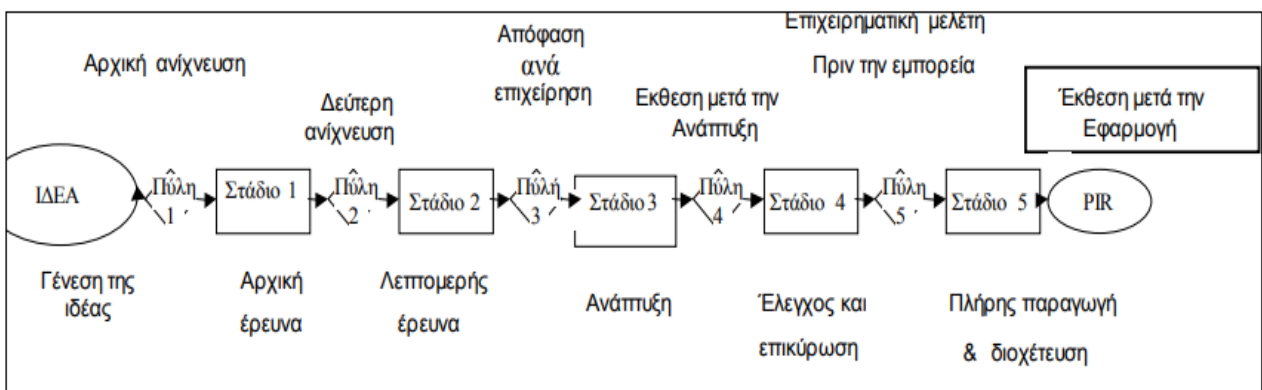 Αρχική ανίχνευση
Δεύτερη
ανίχνευση
Απόφαση
ανά
επιχείρηση
Εκθεση μετά την
Ανάπτυξη
Επιχειρηματική μελέτη
Πριν την εμπορεία
Έκθεση μετά την
Εφαρμογή
ΙΔΕΑ
Πύλη
1
Στάδιο 1
Πύλη
2
Στάδιο 2
Πύλή
3
Στάδιο 3
Πύλη
4
Στάδιο 4
Πύλη
5
Στάδιο 5
PIR
Γένεση της
ιδέας
Αρχική
έρευνα
Λεπτομερής
έρευνα
Ανάπτυξη
Έλεγχος και
επικύρωση
Πλήρης παραγωγή
& διοχέτευση